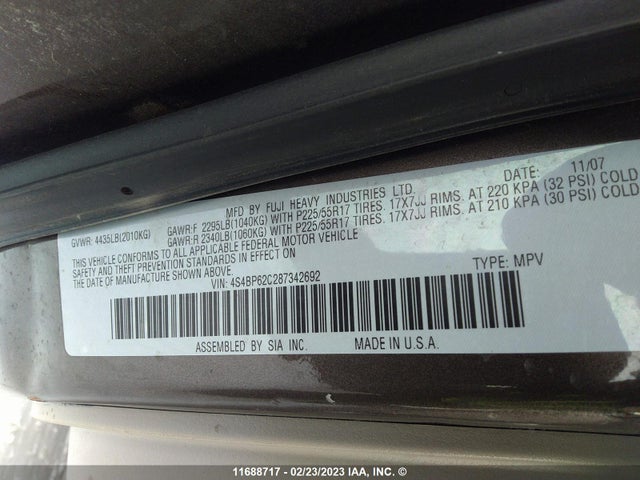 MFD. BY FUJI HEAVY INDUSTRIES LTD. DATE: 11/07
GVWR: 4435LB(2010KG) GAWR:F 2295LB(1040KG) WITH P225/55R17 TIRES. 17X7JJ RIMS. AT 220 KPA (32 PSI) COLD
GAWR:R 2340LB(1060KG) WITH P225/55R17 TIRES. 17X7JJ RIMS. AT 210 KPA (30 PSI) COLD
THIS VEHICLE CONFORMS TO ALL APPLICABLE FEDERAL MOTOR VEHICLE
SAFETY AND THEFT PREVENTION STANDARDS IN EFFECT ON
THE DATE OF MANUFACTURE SHOWN ABOVE.
VIN: 4S4BP62C287342692 TYPE: MPV
ASSEMBLED BY SIA INC. MADE IN U.S.A.
11688717 - 02/23/2023 IAA, INC. ©